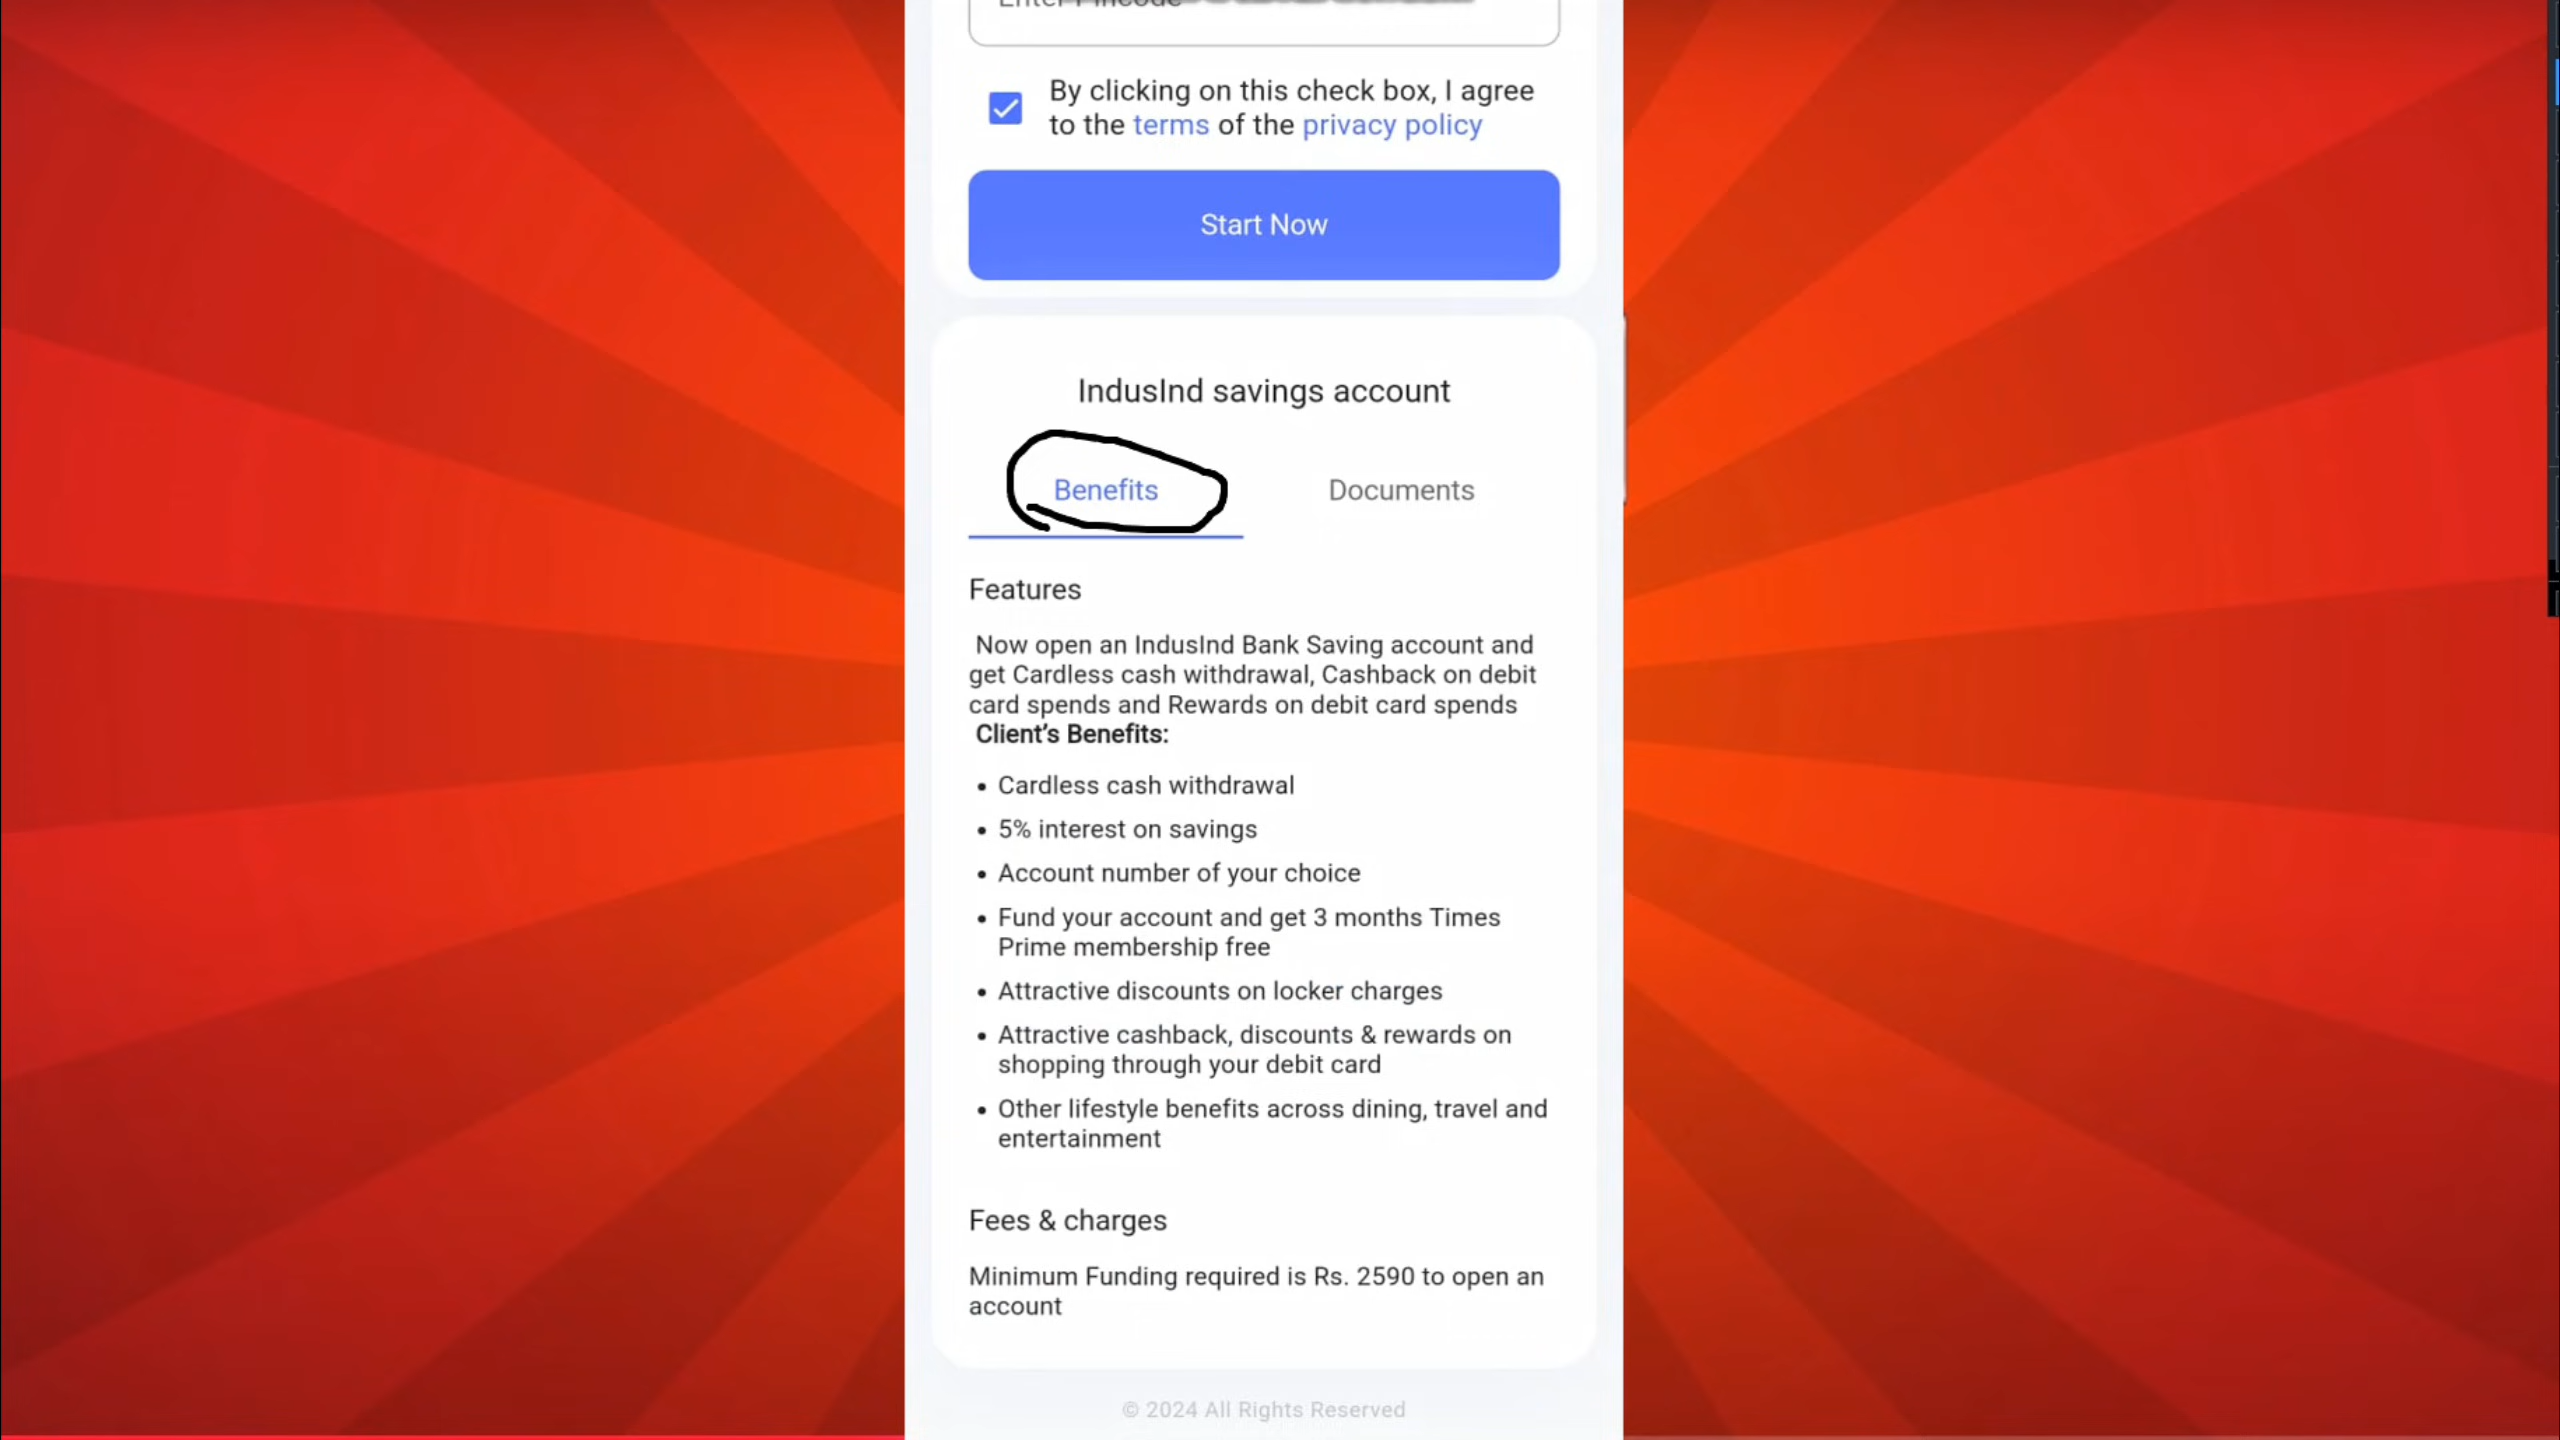 Enter Pincode
By clicking on this check box, I agree
to the terms of the privacy policy
Start Now
IndusInd savings account
Benefits
Documents
Features
Now open an IndusInd Bank Saving account and
get Cardless cash withdrawal, Cashback on debit
card spends and Rewards on debit card spends
Client’s Benefits:
• Cardless cash withdrawal
• 5% interest on savings
• Account number of your choice
• Fund your account and get 3 months Times
Prime membership free
• Attractive discounts on locker charges
• Attractive cashback, discounts & rewards on
shopping through your debit card
• Other lifestyle benefits across dining, travel and
entertainment
Fees & charges
Minimum Funding required is Rs. 2590 to open an
account
© 2024 All Rights Reserved